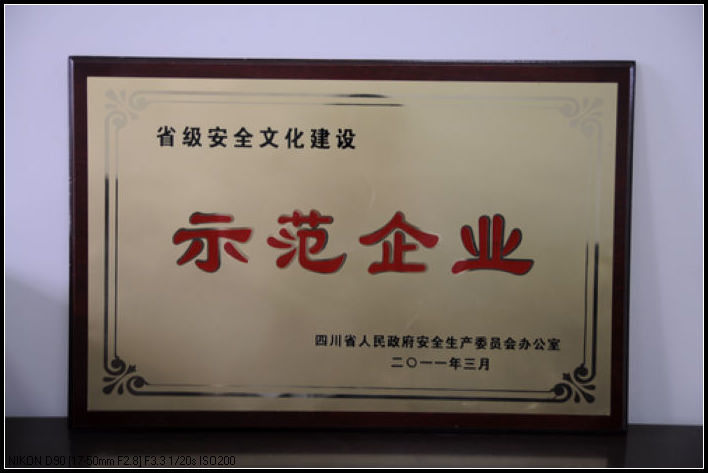 省级安全文化建设
示范企业
四川省人民政府安全生产委员会办公室
二〇一一年三月
NIKON D90 [17-50mm F2.8] F3.3 1/20s ISO200